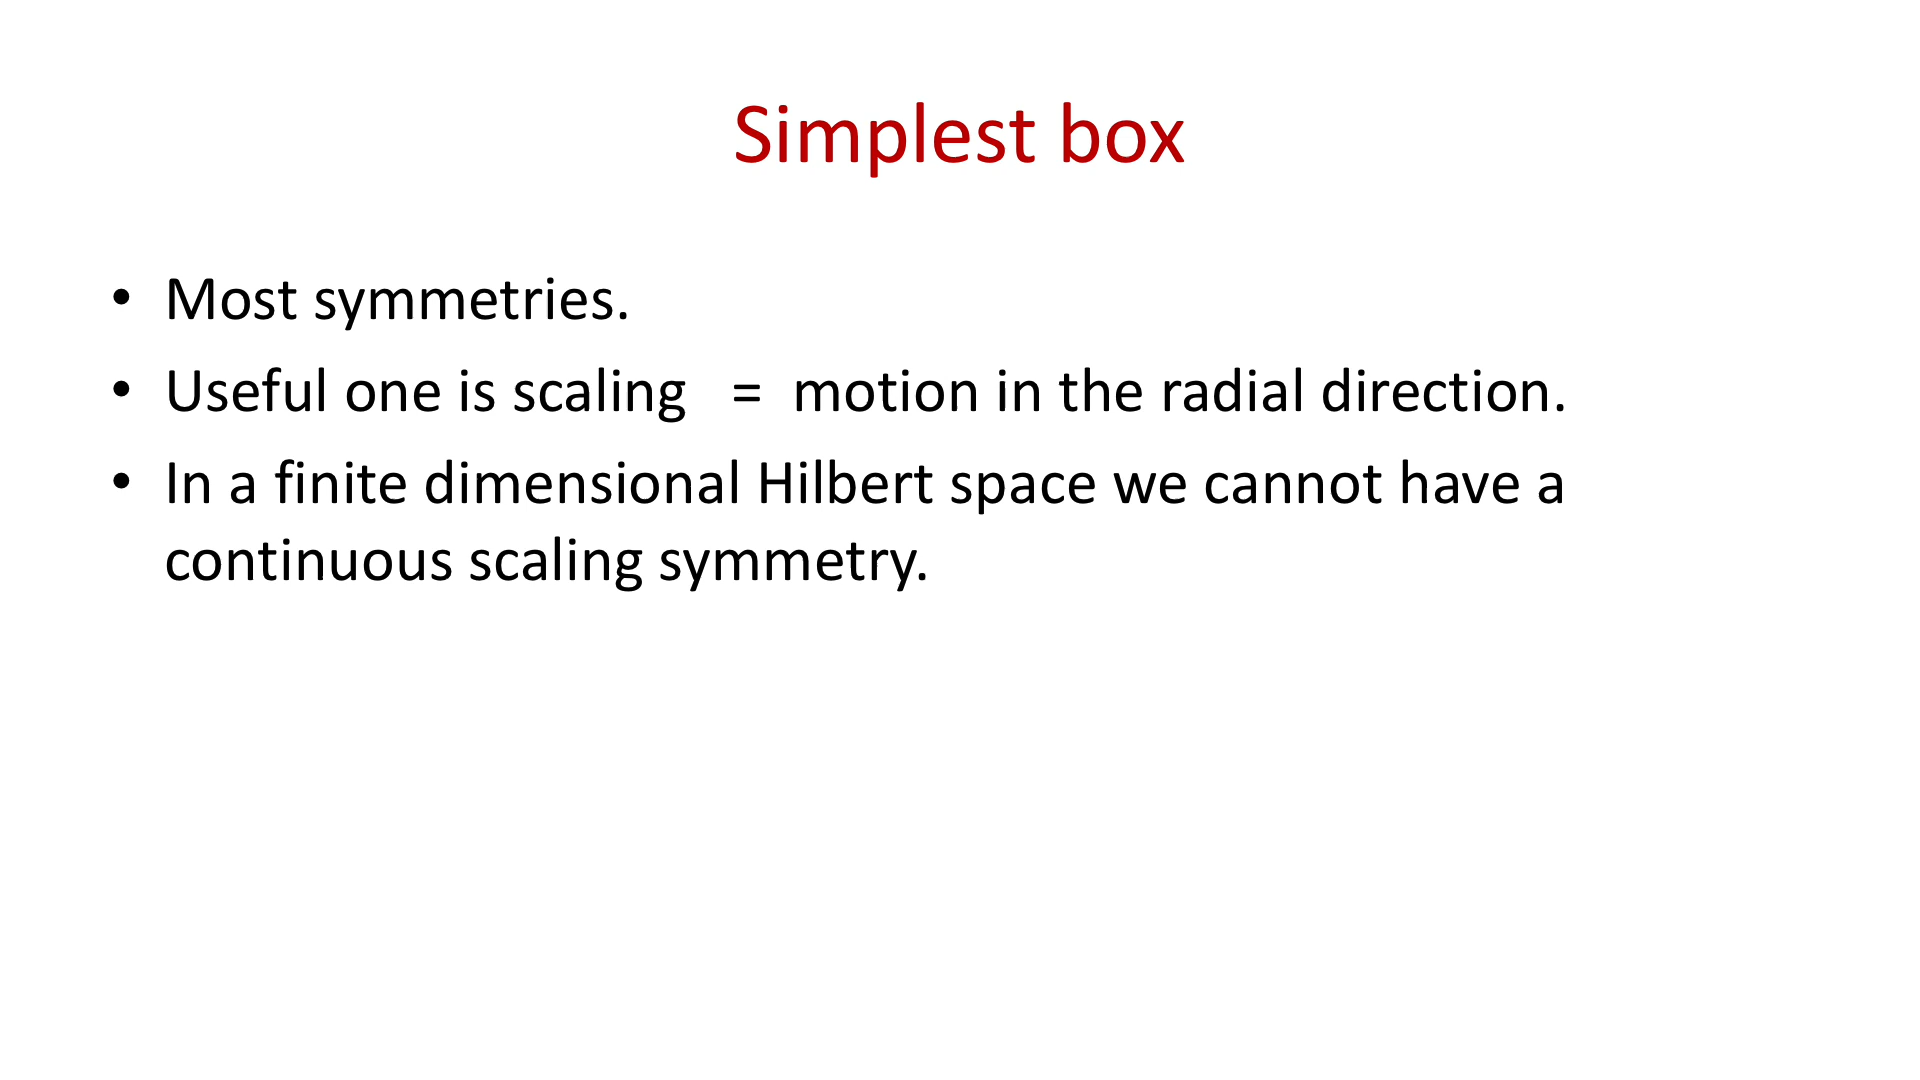 Simplest box
• Most symmetries.
• Useful one is scaling = motion in the radial direction.
• In a finite dimensional Hilbert space we cannot have a
continuous scaling symmetry.